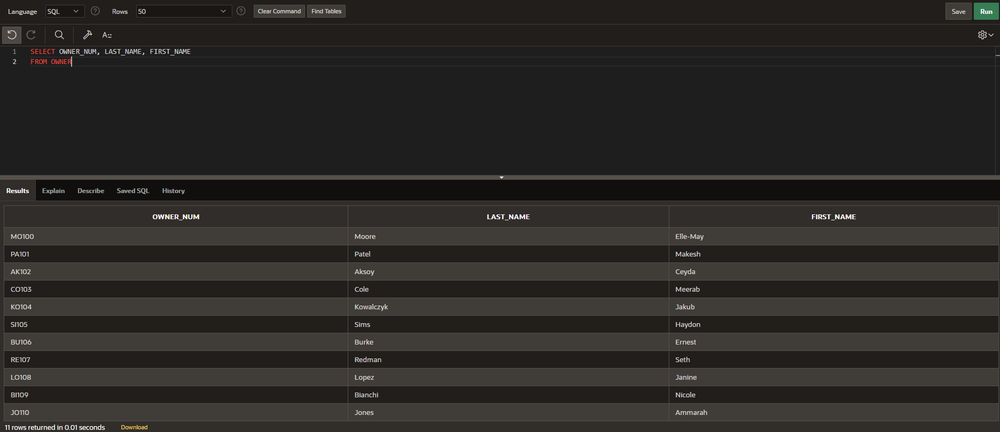 Language SQL Rows 50 Clear Command Find Tables Save Run
A
1 SELECT OWNER_NUM, LAST_NAME, FIRST_NAME
2 FROM OWNER
Results Explain Describe Saved SQL History
OWNER_NUM LAST_NAME FIRST_NAME
MO100 Moore Elle-May
PA101 Patel Makesh
AK102 Aksoy Ceyda
CO103 Cole Meerab
KO104 Kowalczyk Jakub
SI105 Sims Haydon
BU106 Burke Ernest
RE107 Redman Seth
LO108 Lopez Janine
BI109 Bianchi Nicole
JO110 Jones Ammarah
11 rows returned in 0.01 seconds Download